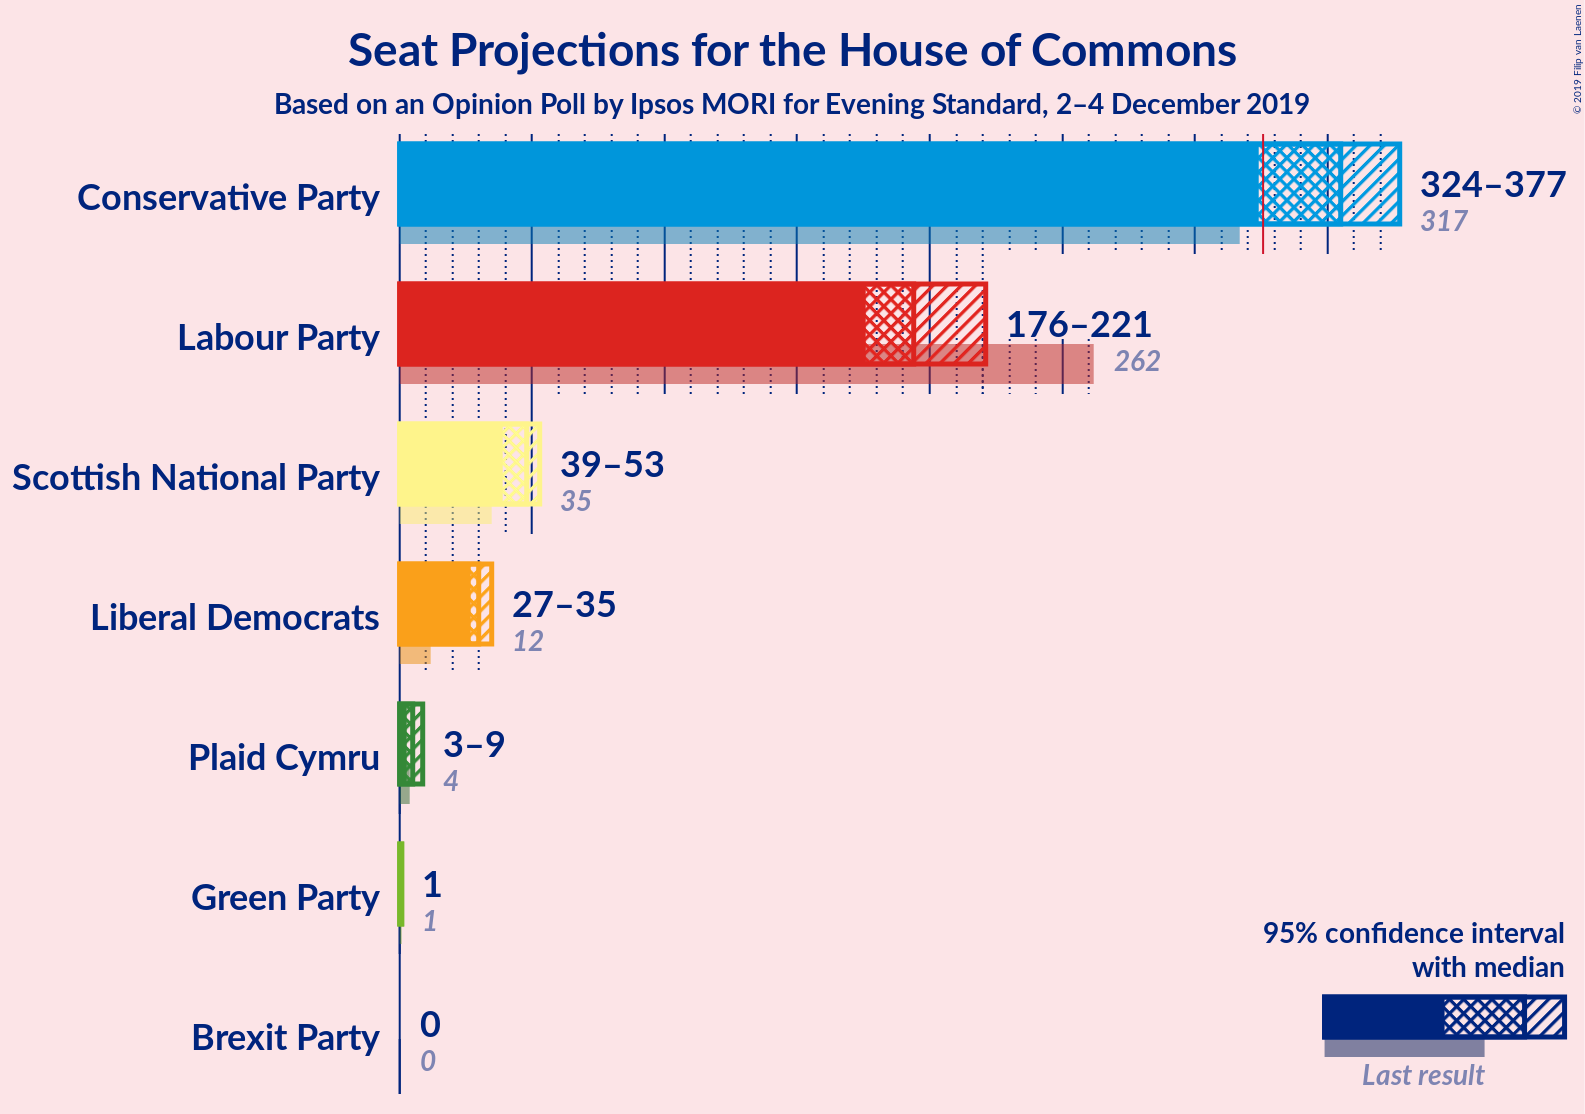 Seat Projections for the House of Commons
Based on an Opinion Poll by Ipsos MORI for Evening Standard, 2–4 December 2019
© 2019 Filip van Laenen
Conservative Party
324–377
317
Labour Party
176–221
262
Scottish National Party
39–53
35
Liberal Democrats
27–35
12
Plaid Cymru
3–9
4
Green Party
1
1
Brexit Party
0
0
95% confidence interval
with median
Last result